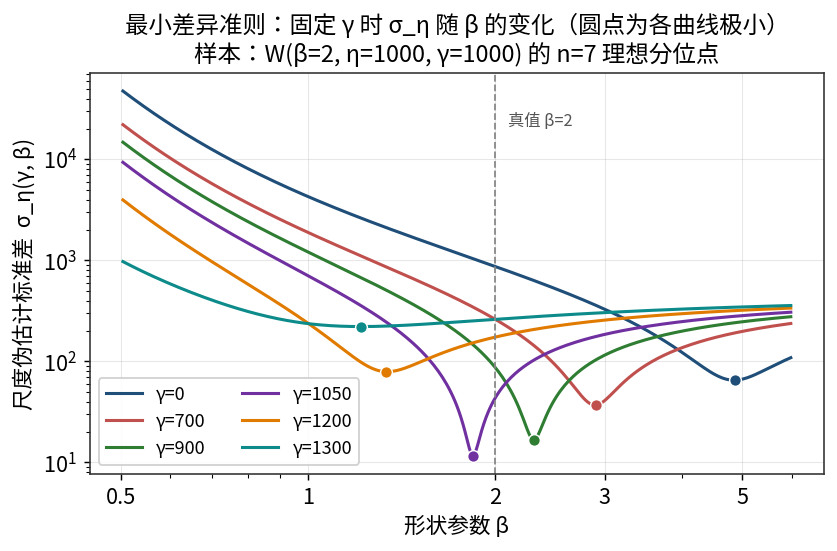 最小差异准则：固定 γ 时 σ_η 随 β 的变化（圆点为各曲线极小）
样本：W(β=2, η=1000, γ=1000) 的 n=7 理想分位点
尺度伪估计标准差 σ_η(γ, β)
10⁴
10³
10²
10¹
真值 β=2
γ=0
γ=700
γ=900
γ=1050
γ=1200
γ=1300
0.5
1
2
3
5
形状参数 β